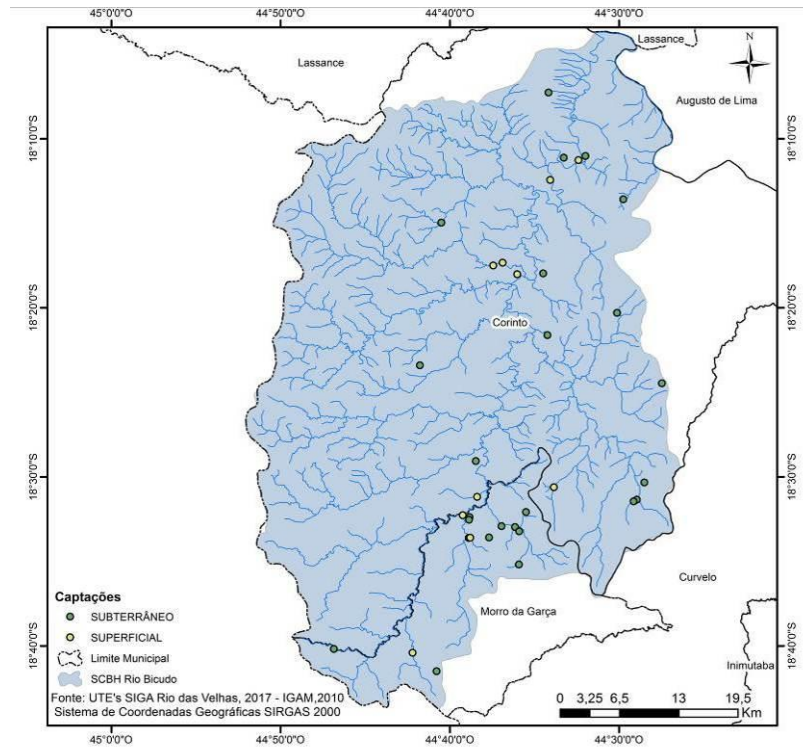 45°0'0"O 44°50'0"O 44°40'0"O 44°30'0"O
Lassance
Lassance
N
Augusto de Lima
18°10'0"S
18°10'0"S
18°20'0"S
18°20'0"S
Corinto
18°30'0"S
18°30'0"S
Curvelo
Morro da Garça
Inimutaba
18°40'0"S
18°40'0"S
Captações
SUBTERRÂNEO
SUPERFICIAL
Limite Municipal
SCBH Rio Bicudo
Fonte: UTE's SIGA Rio das Velhas, 2017 - IGAM,2010
Sistema de Coordenadas Geográficas SIRGAS 2000
0 3,25 6,5 13 19,5
Km
45°0'0"O 44°50'0"O 44°40'0"O 44°30'0"O